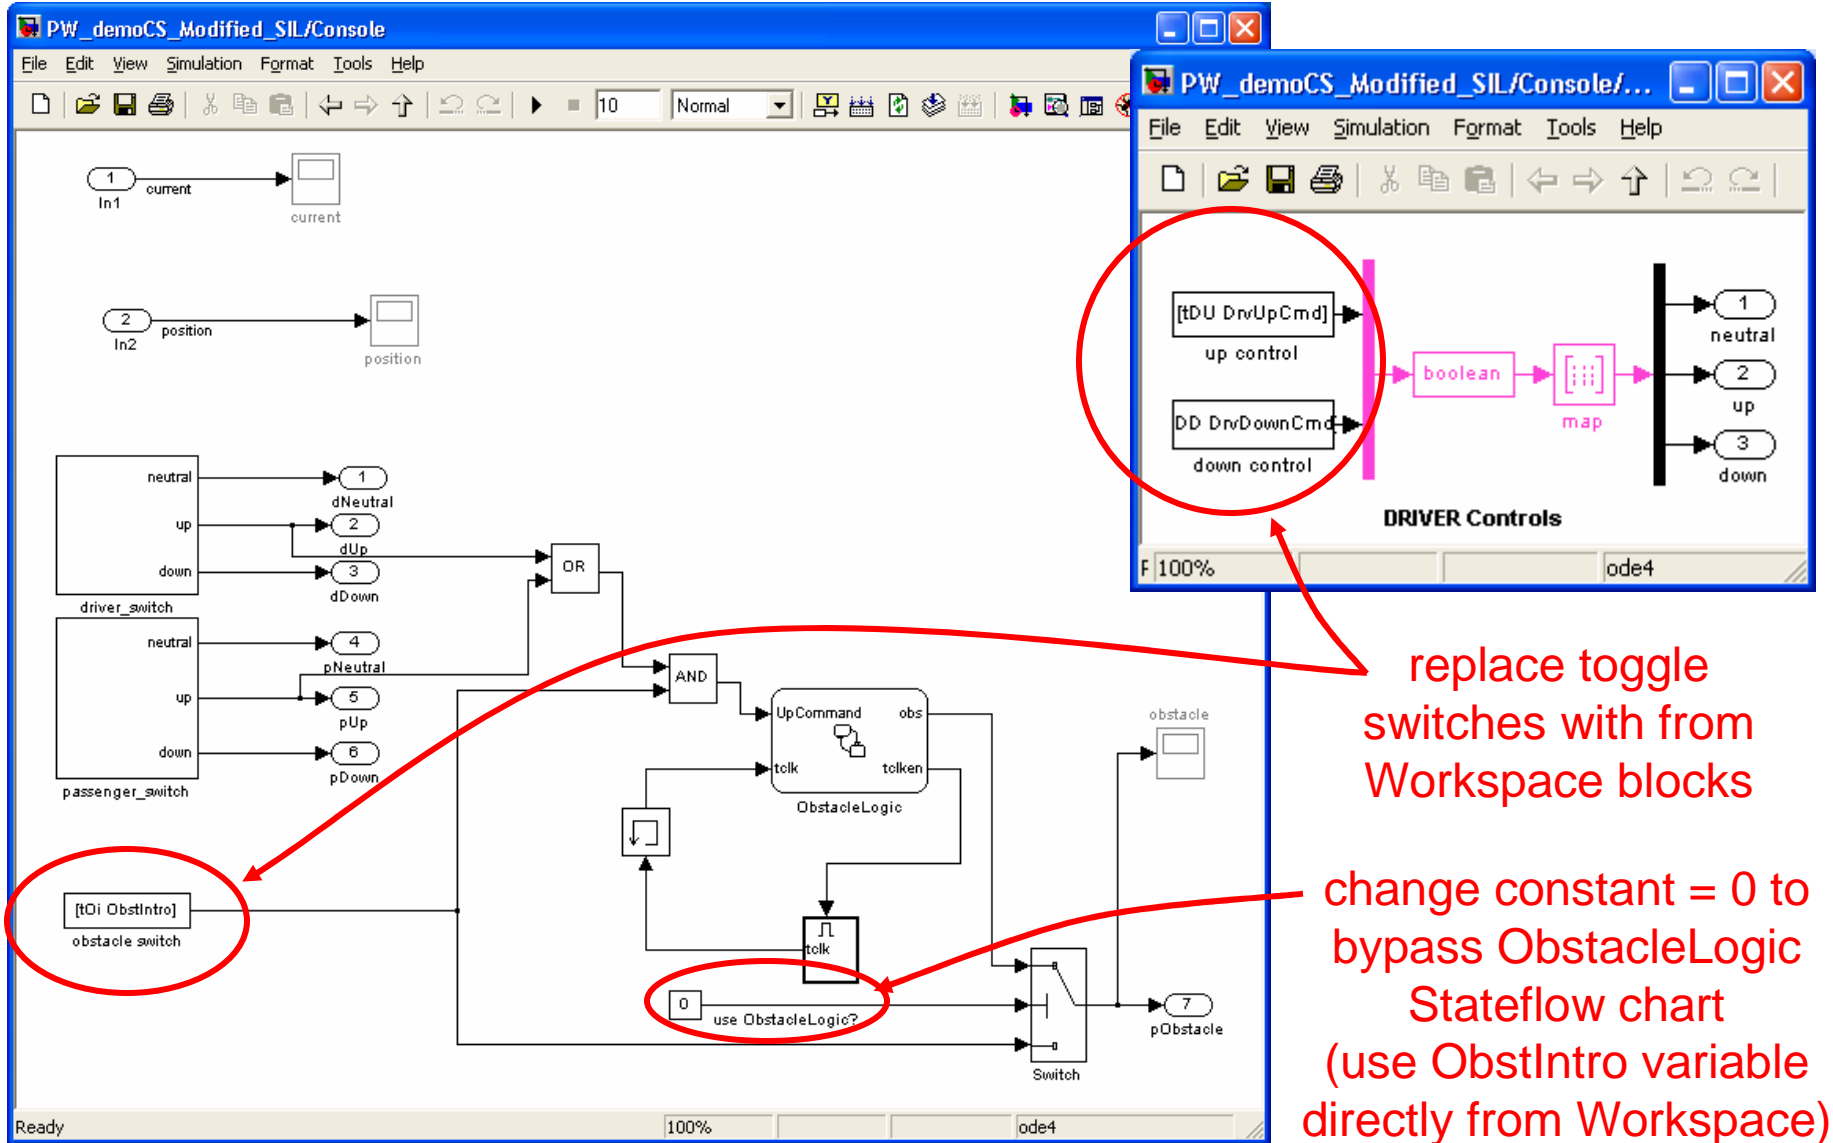 PW_demoCS_Modified_SIL/Console
File Edit View Simulation Format Tools Help
10 Normal
1
In1
current
current
2
In2
position
position
neutral
up
down
driver_switch
1
dNeutral
2
dUp
3
dDown
OR
neutral
up
down
passenger_switch
4
pNeutral
5
pUp
6
pDown
AND
UpCommand obs
tclk tclken
ObstacleLogic
obstacle
[tOi ObstIntro]
obstacle switch
tclk
0
use ObstacleLogic?
Switch
7
pObstacle
Ready 100% ode4
PW_demoCS_Modified_SIL/Console/...
File Edit View Simulation Format Tools Help
[tDU DrvUpCmd]
up control
DD DrvDownCmd
down control
boolean
map
1
neutral
2
up
3
down
DRIVER Controls
F 100% ode4
replace toggle
switches with from
Workspace blocks
change constant = 0 to
bypass ObstacleLogic
Stateflow chart
(use ObstIntro variable
directly from Workspace)